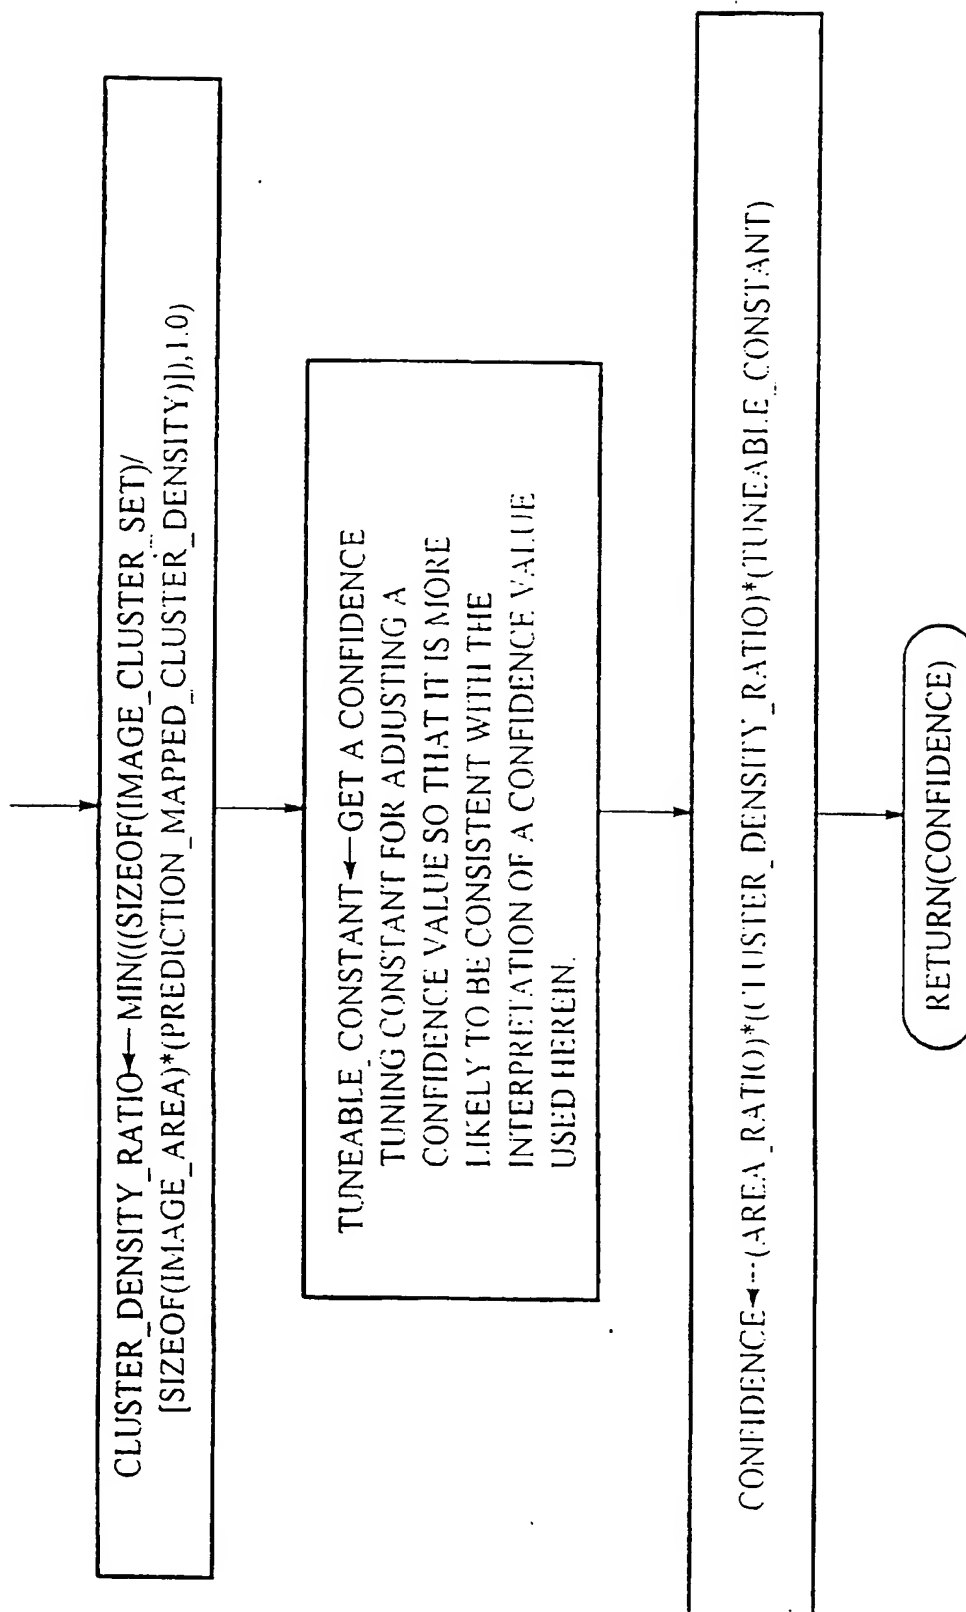 CLUSTER_DENSITY_RATIO←MIN(((SIZEOF(IMAGE_CLUSTER_SET)/
[SIZEOF(IMAGE_AREA)*(PREDICTION_MAPPED_CLUSTER_DENSITY)]),1.0)
TUNEABLE_CONSTANT←GET A CONFIDENCE
TUNING CONSTANT FOR ADJUSTING A
CONFIDENCE VALUE SO THAT IT IS MORE
LIKELY TO BE CONSISTENT WITH THE
INTERPRETATION OF A CONFIDENCE VALUE
USED HEREIN.
CONFIDENCE←(AREA_RATIO)*(CLUSTER_DENSITY_RATIO)*(TUNEABLE_CONSTANT)
RETURN(CONFIDENCE)